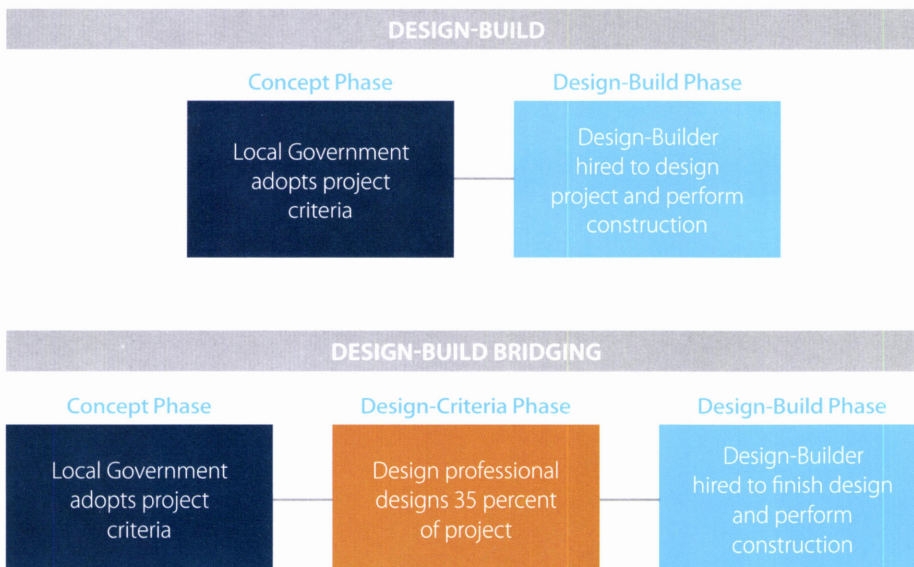 DESIGN-BUILD
Concept Phase
Local Government
adopts project
criteria
Design-Build Phase
Design-Builder
hired to design
project and perform
construction
DESIGN-BUILD BRIDGING
Concept Phase
Local Government
adopts project
criteria
Design-Criteria Phase
Design professional
designs 35 percent
of project
Design-Build Phase
Design-Builder
hired to finish design
and perform
construction